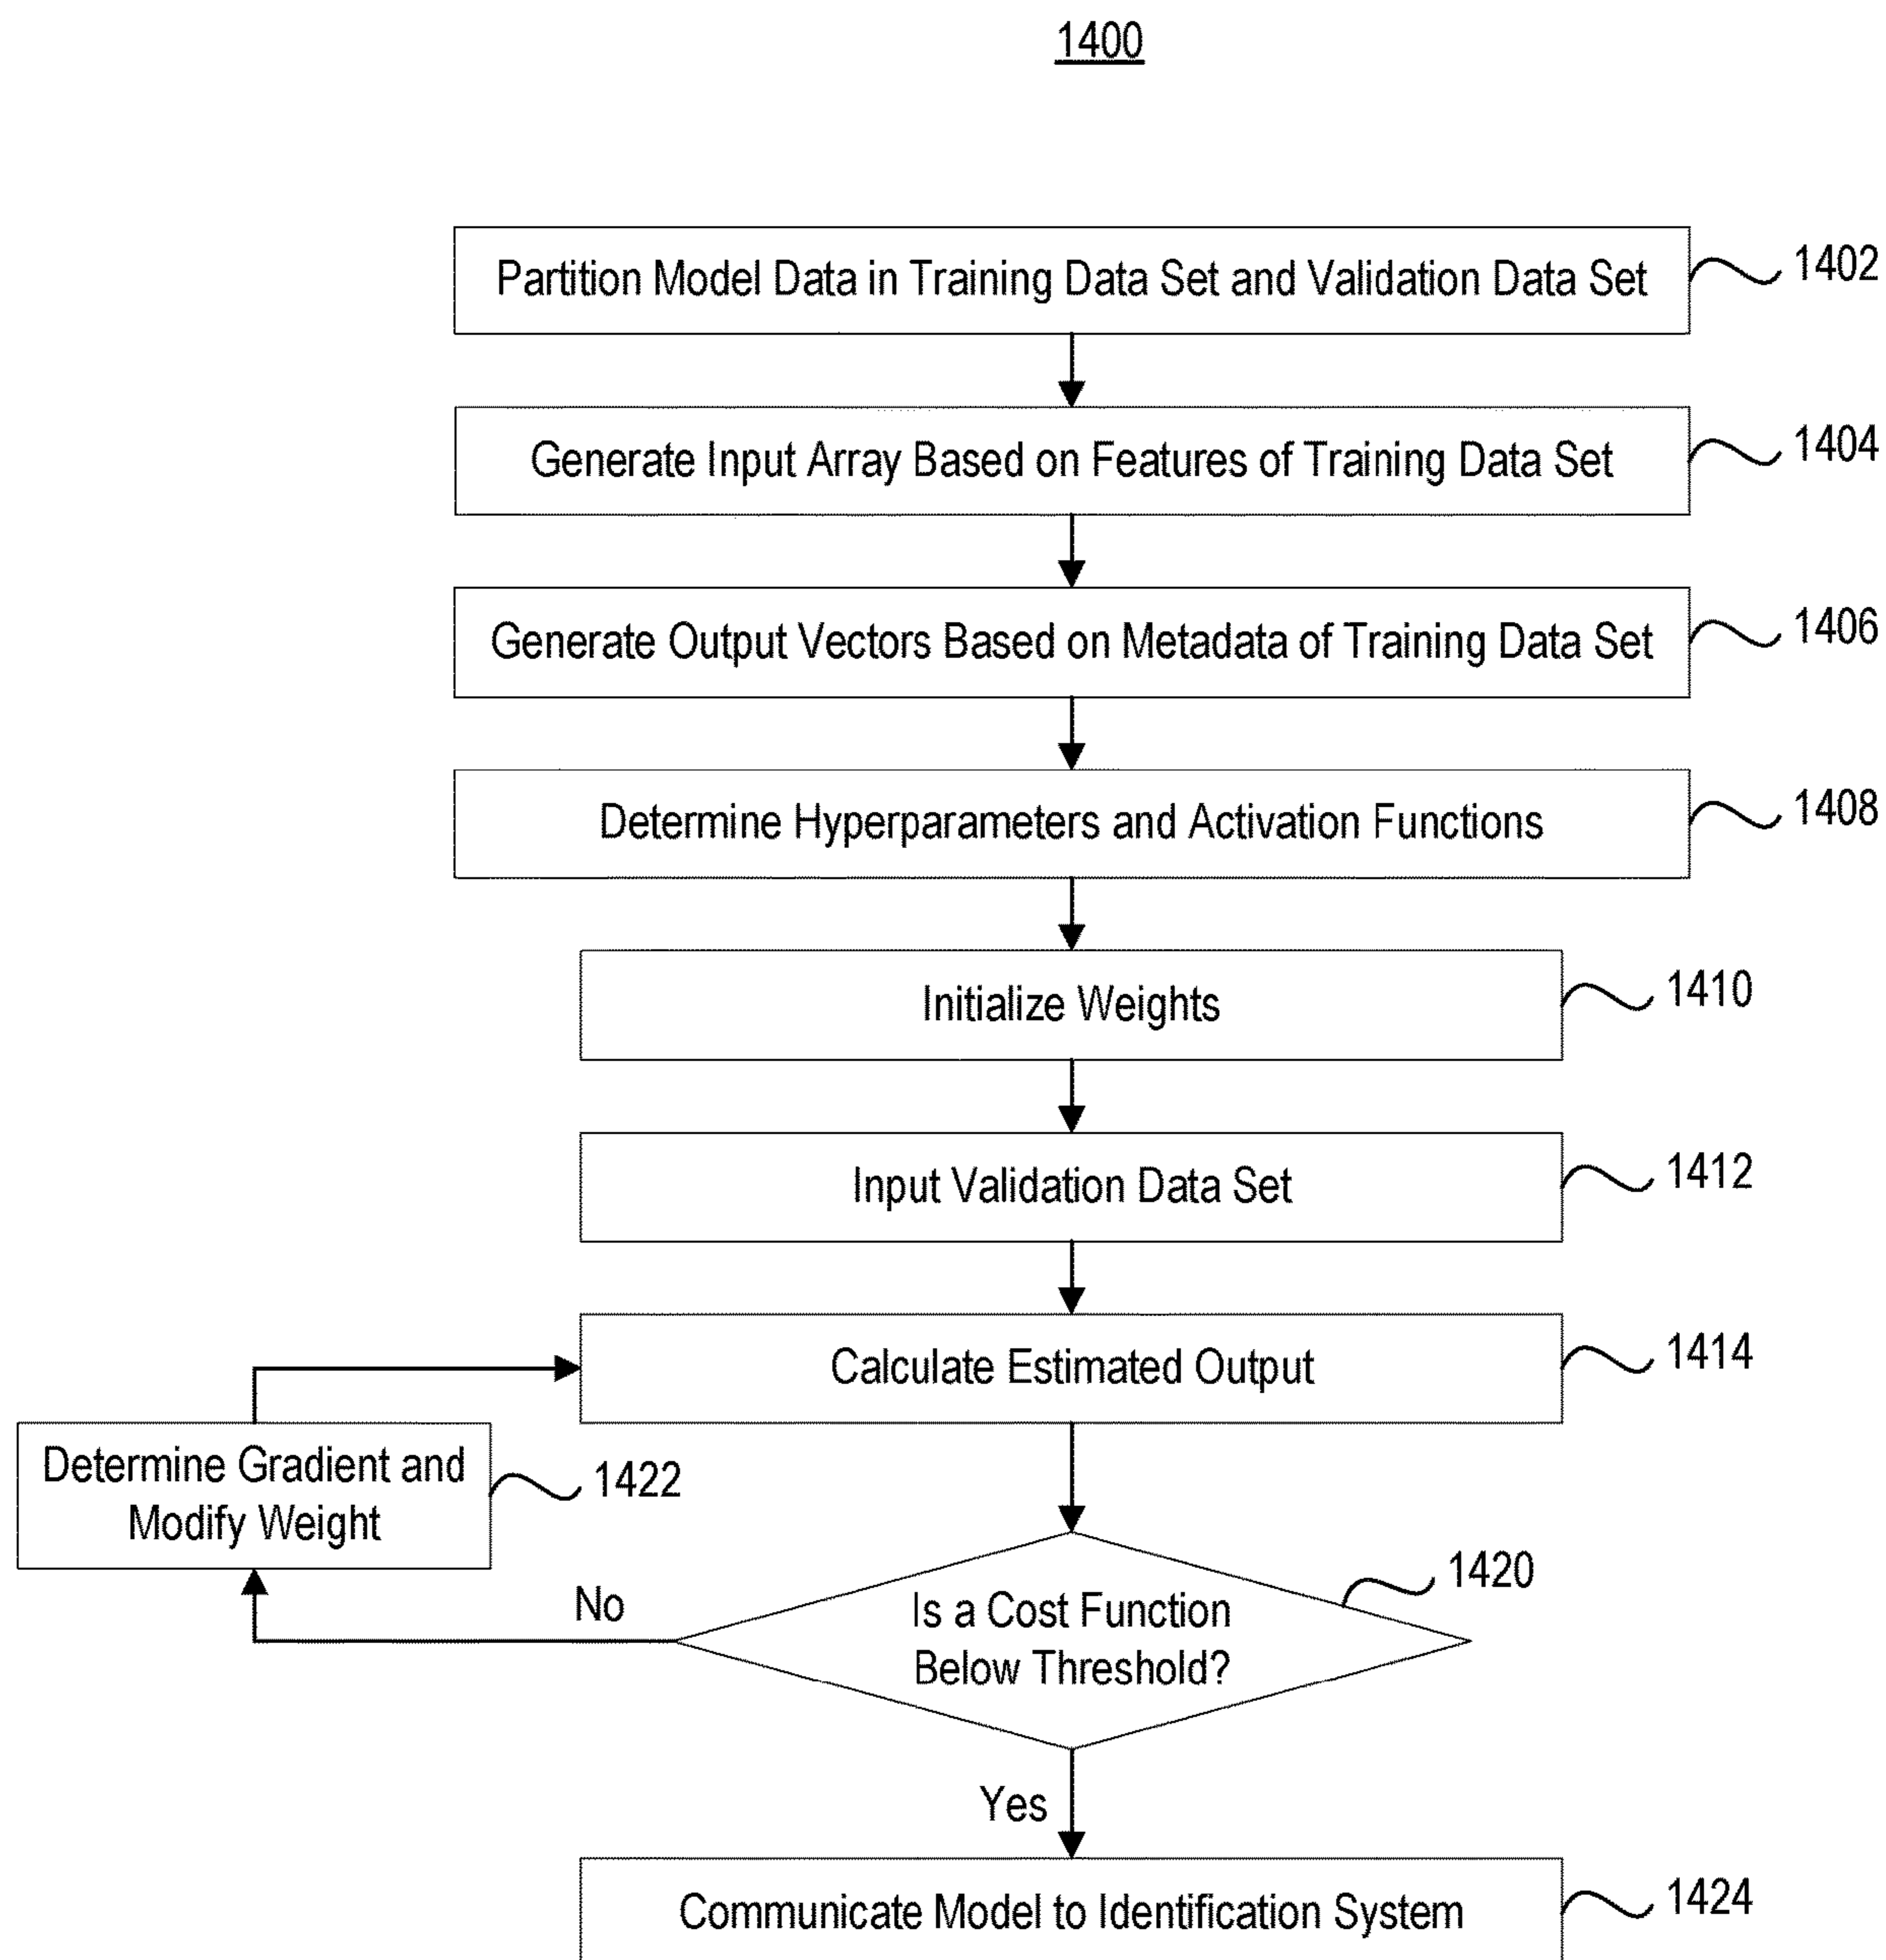 1400
Partition Model Data in Training Data Set and Validation Data Set
1402
Generate Input Array Based on Features of Training Data Set
1404
Generate Output Vectors Based on Metadata of Training Data Set
1406
Determine Hyperparameters and Activation Functions
1408
Initialize Weights
1410
Input Validation Data Set
1412
Calculate Estimated Output
1414
Determine Gradient and
Modify Weight
1422
No
Is a Cost Function
Below Threshold?
1420
Yes
Communicate Model to Identification System
1424